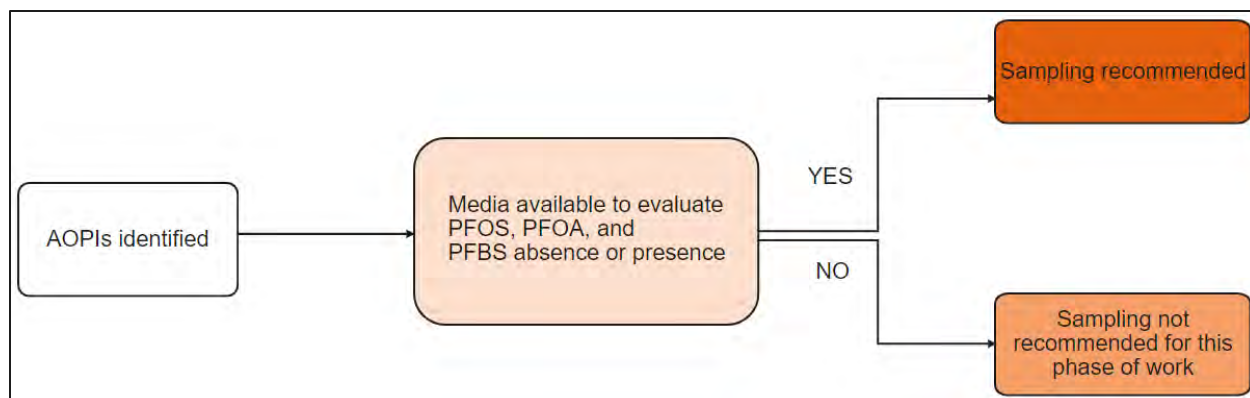 AOPIs identified
Media available to evaluate
PFOS, PFOA, and
PFBS absence or presence
YES
NO
Sampling recommended
Sampling not
recommended for this
phase of work